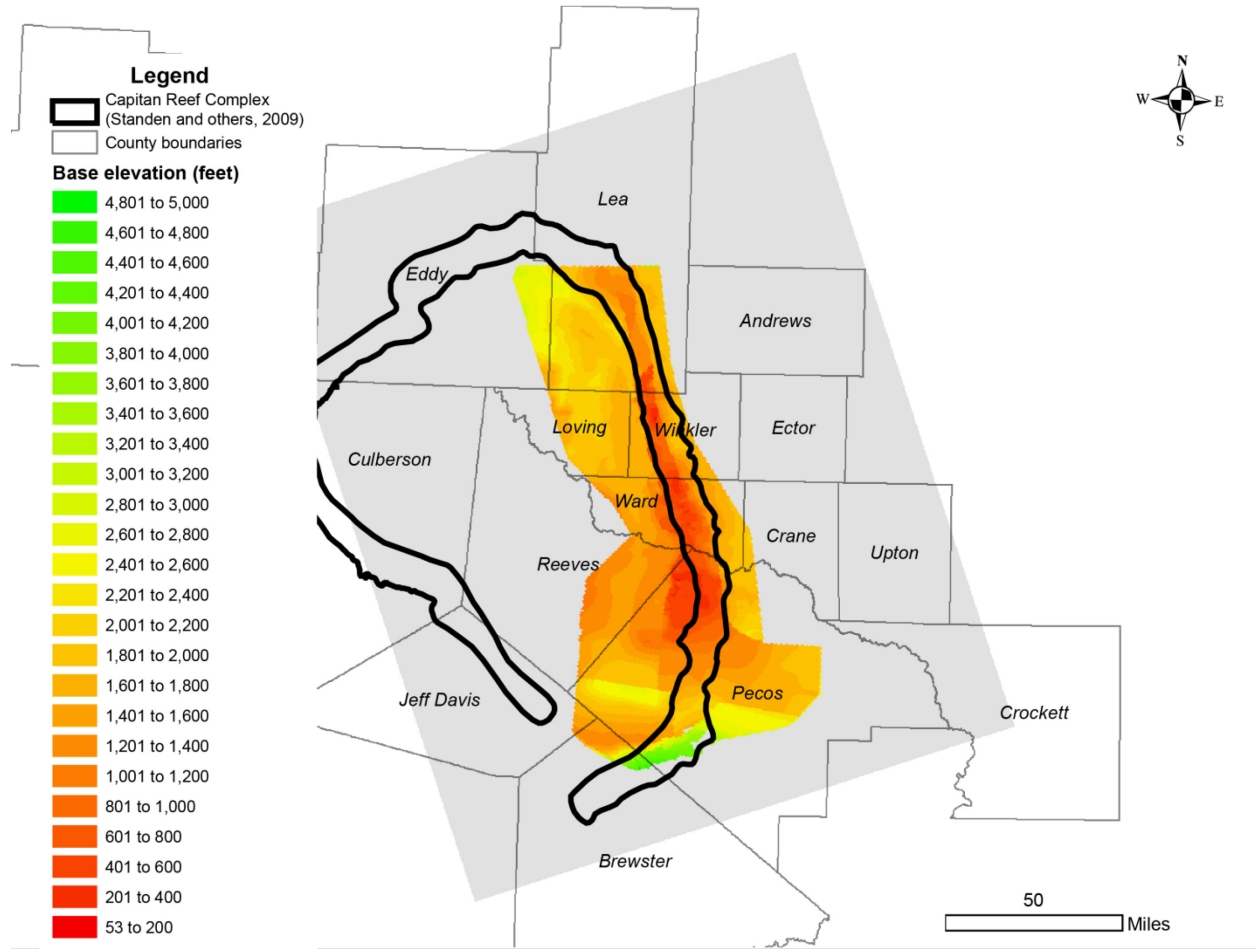 Legend
Capitan Reef Complex
(Standen and others, 2009)
County boundaries
Base elevation (feet)
4,801 to 5,000
4,601 to 4,800
4,401 to 4,600
4,201 to 4,400
4,001 to 4,200
3,801 to 4,000
3,601 to 3,800
3,401 to 3,600
3,201 to 3,400
3,001 to 3,200
2,801 to 3,000
2,601 to 2,800
2,401 to 2,600
2,201 to 2,400
2,001 to 2,200
1,801 to 2,000
1,601 to 1,800
1,401 to 1,600
1,201 to 1,400
1,001 to 1,200
801 to 1,000
601 to 800
401 to 600
201 to 400
53 to 200
N
W E
S
Lea
Eddy
Andrews
Loving
Winkler
Ector
Culberson
Ward
Crane
Upton
Reeves
Jeff Davis
Pecos
Crockett
Brewster
50
Miles